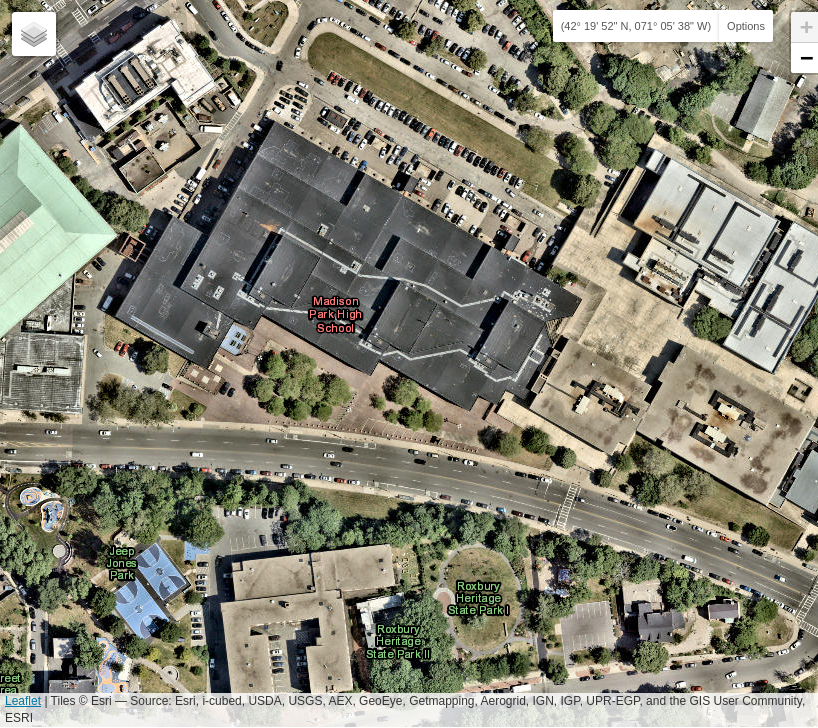 (42° 19' 52" N, 071° 05' 38" W)
Options
+
−
Madison
Park High
School
Jeep
Jones
Park
Roxbury
Heritage
State Park I
Roxbury
Heritage
State Park II
reet
rea
Leaflet | Tiles © Esri — Source: Esri, i-cubed, USDA, USGS, AEX, GeoEye, Getmapping, Aerogrid, IGN, IGP, UPR-EGP, and the GIS User Community,
ESRI